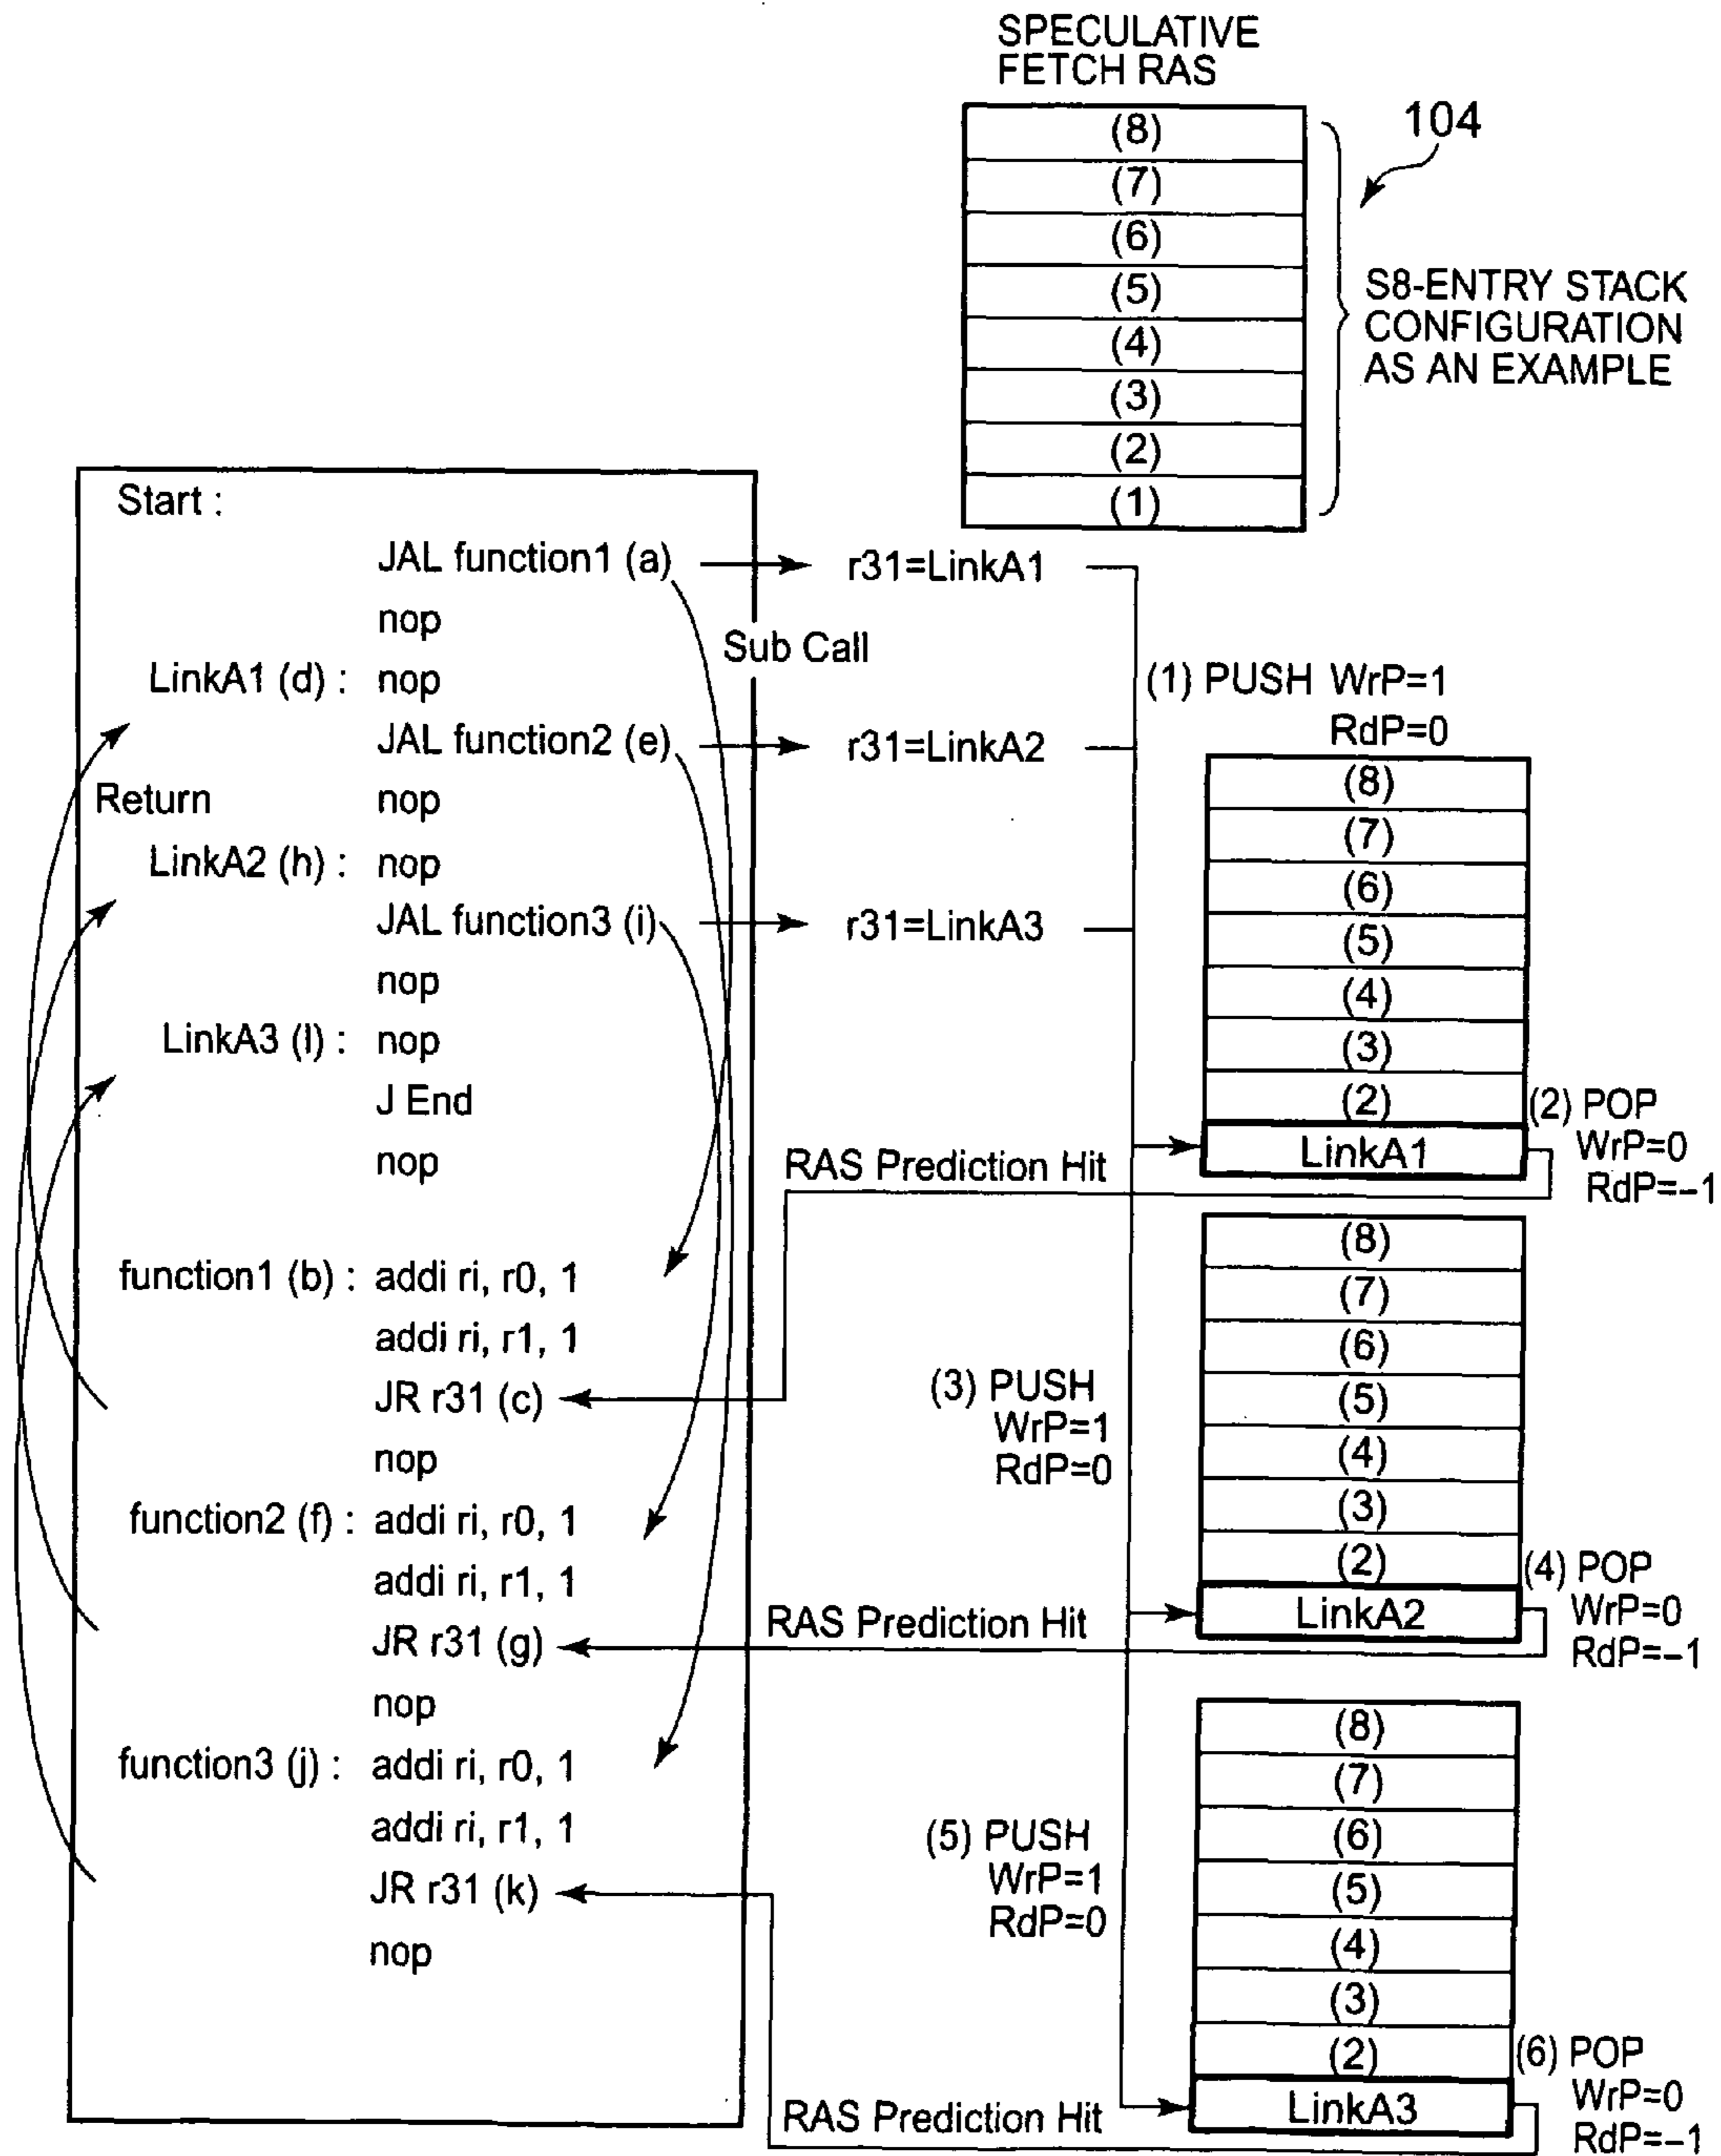 SPECULATIVE
FETCH RAS
104
(8)
(7)
(6)
(5)
(4)
(3)
(2)
(1)
S8-ENTRY STACK
CONFIGURATION
AS AN EXAMPLE
Start :
JAL function1 (a)
nop
LinkA1 (d) : nop
JAL function2 (e)
Return
nop
LinkA2 (h) : nop
JAL function3 (i)
nop
LinkA3 (l) : nop
J End
nop
function1 (b) : addi ri, r0, 1
addi ri, r1, 1
JR r31 (c)
nop
function2 (f) : addi ri, r0, 1
addi ri, r1, 1
JR r31 (g)
nop
function3 (j) : addi ri, r0, 1
addi ri, r1, 1
JR r31 (k)
nop
Sub Call
r31=LinkA1
r31=LinkA2
r31=LinkA3
(1) PUSH WrP=1
RdP=0
(8)
(7)
(6)
(5)
(4)
(3)
(2)
LinkA1
(2) POP
WrP=0
RdP=-1
RAS Prediction Hit
(3) PUSH
WrP=1
RdP=0
(8)
(7)
(6)
(5)
(4)
(3)
(2)
LinkA2
(4) POP
WrP=0
RdP=-1
RAS Prediction Hit
(5) PUSH
WrP=1
RdP=0
(8)
(7)
(6)
(5)
(4)
(3)
(2)
LinkA3
(6) POP
WrP=0
RdP=-1
RAS Prediction Hit